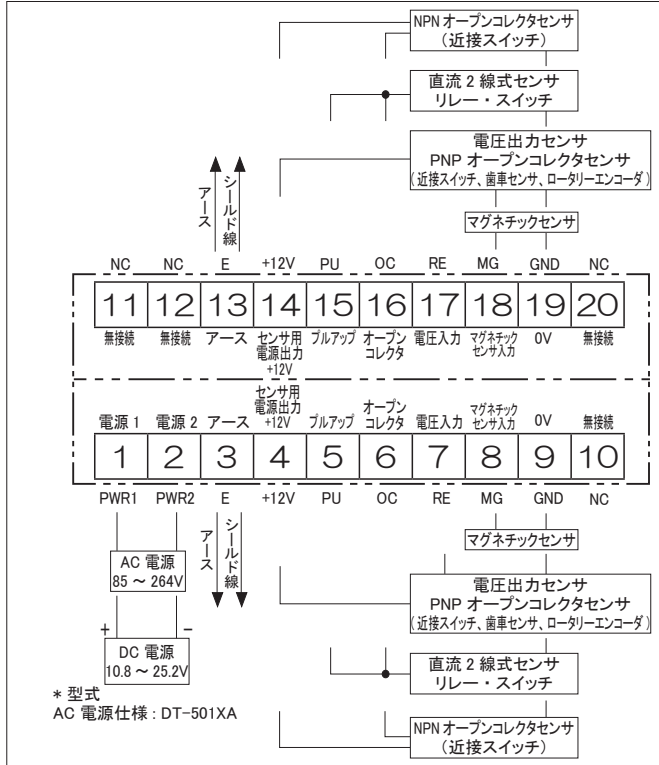 NPN オープンコレクタセンサ
（近接スイッチ）
直流 2 線式センサ
リレー・スイッチ
電圧出力センサ
PNP オープンコレクタセンサ
（近接スイッチ、歯車センサ、ロータリーエンコーダ）
マグネチックセンサ
アース
シールド線
NC NC E +12V PU OC RE MG GND NC
11 12 13 14 15 16 17 18 19 20
無接続 無接続 アース センサ用 プルアップ オープン 電圧入力 マグネチック 0V 無接続
電源出力 コレクタ センサ入力
+12V
センサ用
電源出力 オープン マグネチック
電源 1 電源 2 アース +12V プルアップ コレクタ 電圧入力 センサ入力 0V 無接続
1 2 3 4 5 6 7 8 9 10
PWR1 PWR2 E +12V PU OC RE MG GND NC
アース
シールド線
マグネチックセンサ
AC 電源
85 ～ 264V
電圧出力センサ
PNP オープンコレクタセンサ
（近接スイッチ、歯車センサ、ロータリーエンコーダ）
+ −
DC 電源
10.8 ～ 25.2V
直流 2 線式センサ
リレー・スイッチ
* 型式
AC 電源仕様 : DT-501XA
NPN オープンコレクタセンサ
（近接スイッチ）